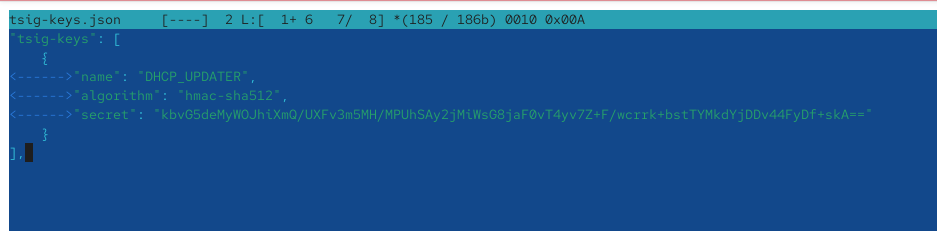 tsig-keys.json [----] 2 L:[ 1+ 6 7/ 8] *(185 / 186b) 0010 0x00A
"tsig-keys": [
{
<------>"name": "DHCP_UPDATER",
<------>"algorithm": "hmac-sha512",
<------>"secret": "kbvG5deMyWOJhiXmQ/UXFv3m5MH/MPUhSAy2jMiWsG8jaF0vT4yv7Z+F/wcrrk+bstTYMkdYjDDv44FyDf+skA=="
}
],